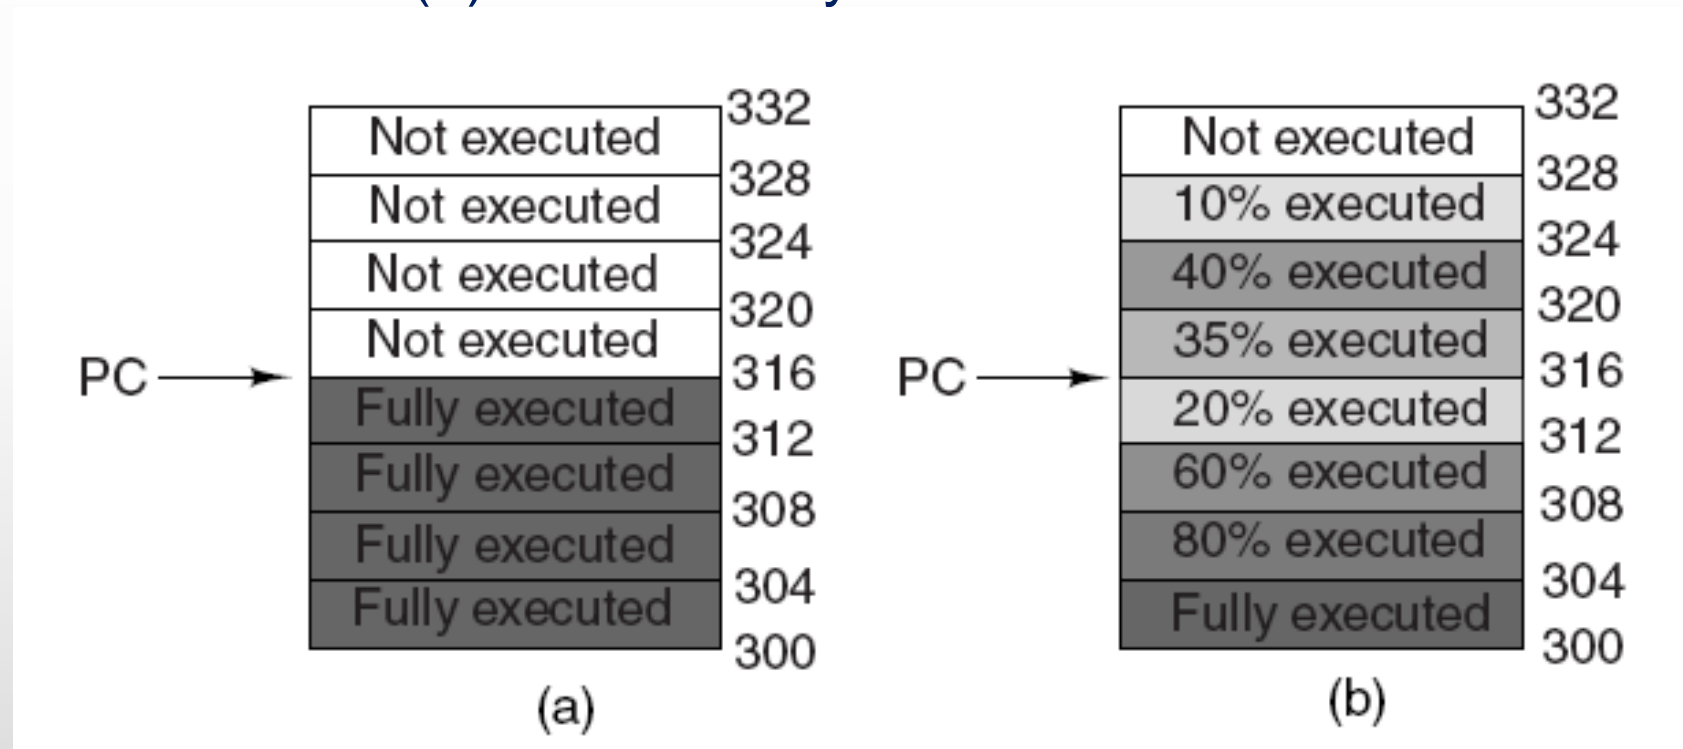 332
Not executed
328
Not executed
324
Not executed
320
Not executed
PC
316
Fully executed
312
Fully executed
308
Fully executed
304
Fully executed
300
(a)
332
Not executed
328
10% executed
324
40% executed
320
35% executed
PC
316
20% executed
312
60% executed
308
80% executed
304
Fully executed
300
(b)